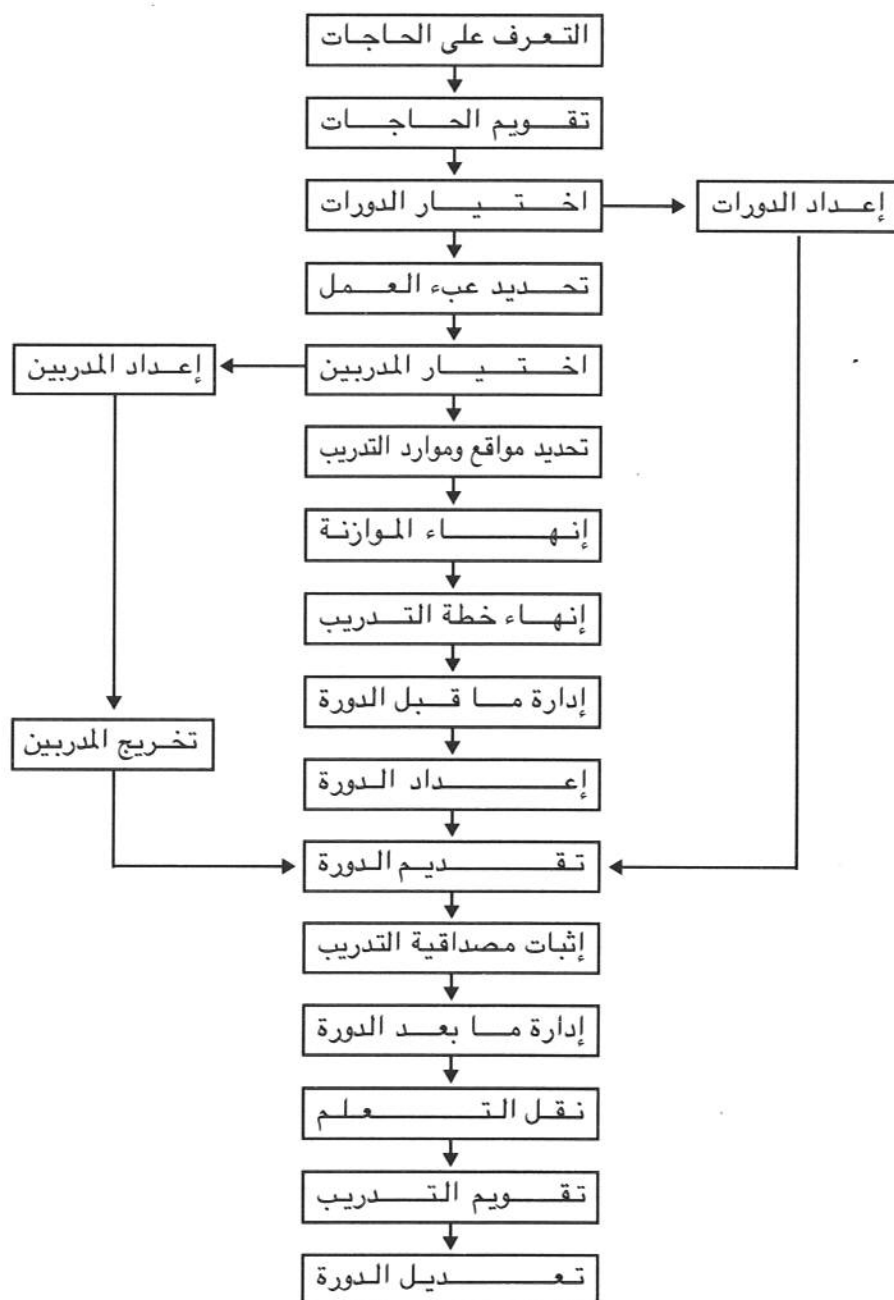 التعرف على الحاجات
تقويم الحاجات
اختيار الدورات
إعداد الدورات
تحديد عبء العمل
اختيار المدربين
إعداد المدربين
تحديد مواقع وموارد التدريب
إنهاء الموازنة
إنهاء خطة التدريب
إدارة ما قبل الدورة
تخريج المدربين
إعداد الدورة
تقديم الدورة
إثبات مصداقية التدريب
إدارة ما بعد الدورة
نقل التعلم
تقويم التدريب
تعديل الدورة